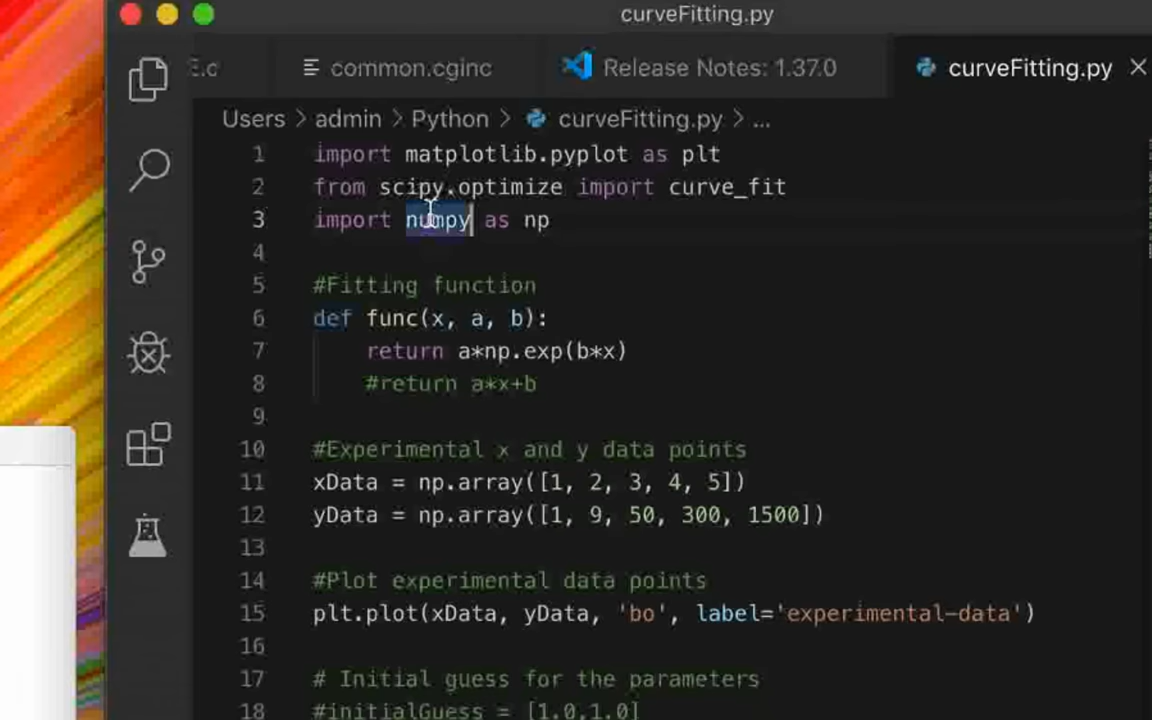 curveFitting.py
E.c common.cginc Release Notes: 1.37.0 curveFitting.py
Users > admin > Python > curveFitting.py > ...
1 import matplotlib.pyplot as plt
2 from scipy.optimize import curve_fit
3 import numpy as np
4
5 #Fitting function
6 def func(x, a, b):
7 return a*np.exp(b*x)
8 #return a*x+b
9
10 #Experimental x and y data points
11 xData = np.array([1, 2, 3, 4, 5])
12 yData = np.array([1, 9, 50, 300, 1500])
13
14 #Plot experimental data points
15 plt.plot(xData, yData, 'bo', label='experimental-data')
16
17 # Initial guess for the parameters
18 #initialGuess = [1.0,1.0]